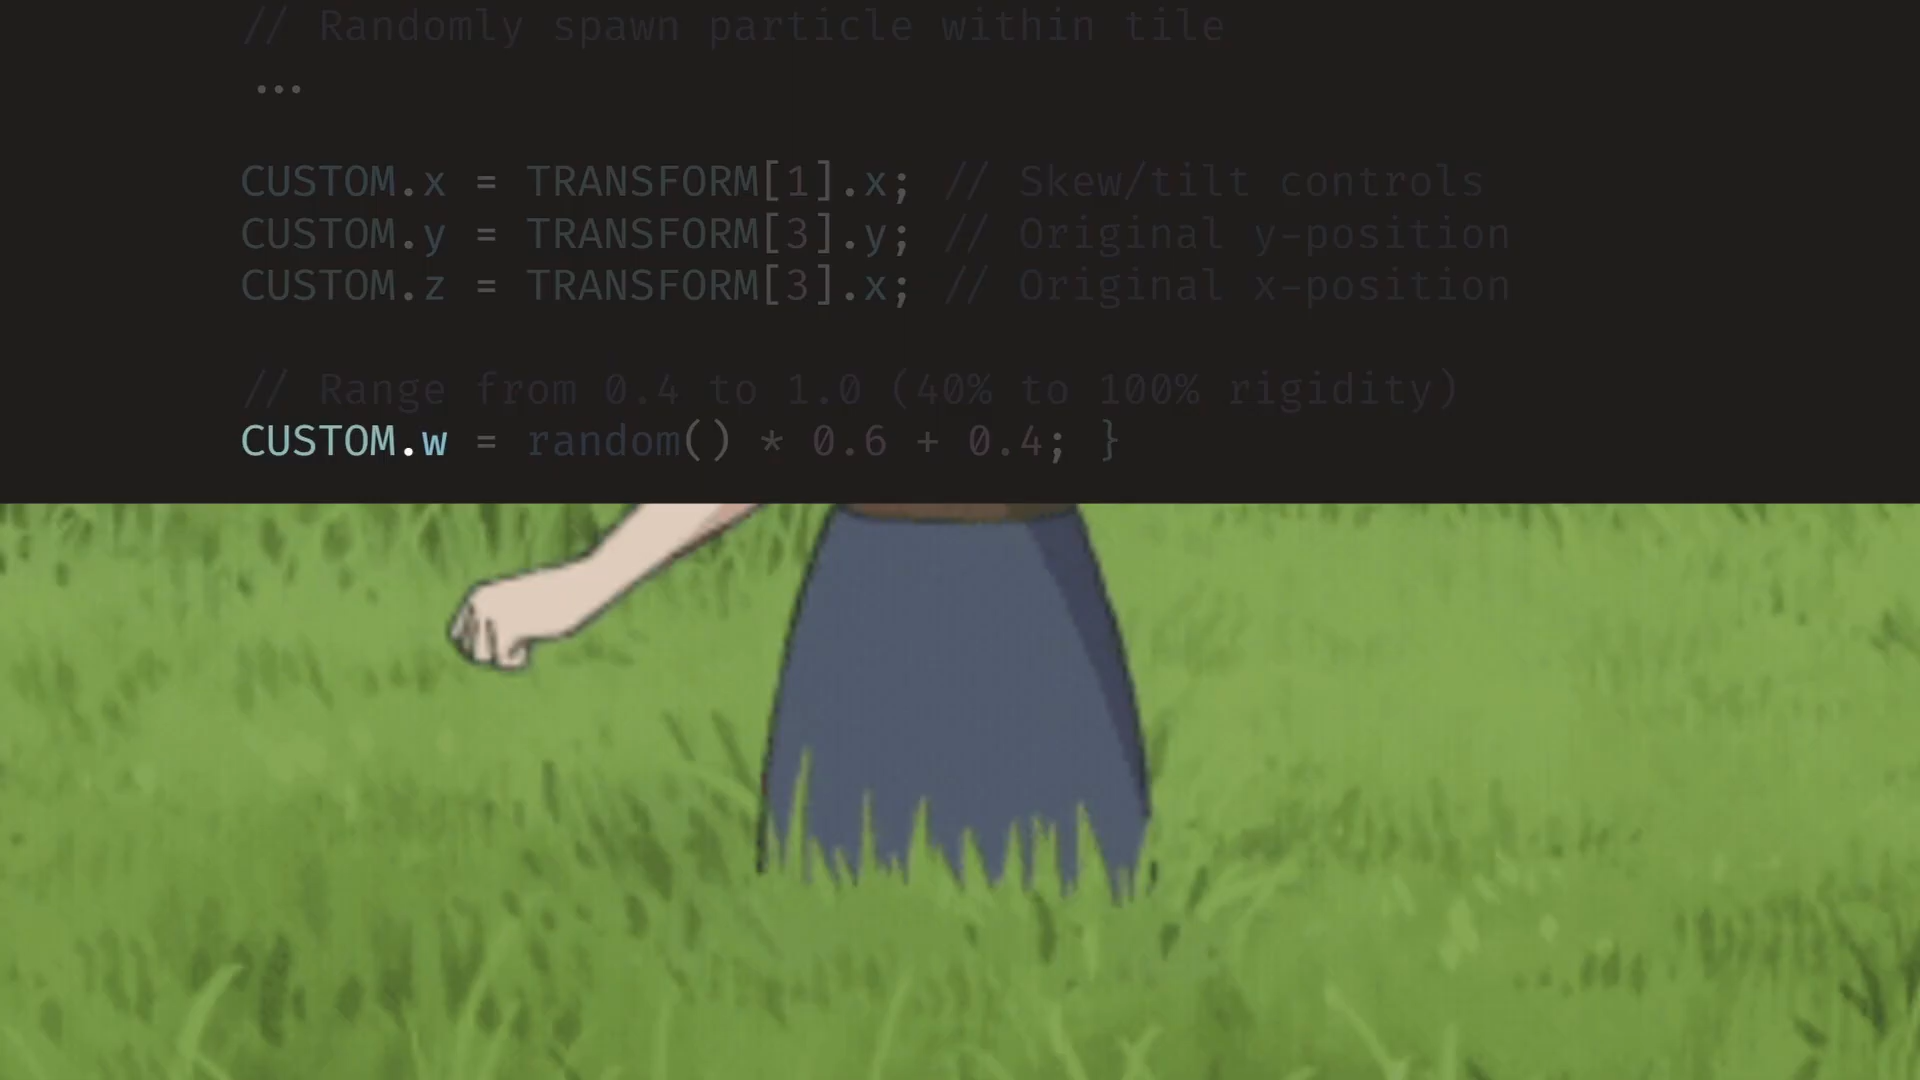 // Randomly spawn particle within tile
...
CUSTOM.x = TRANSFORM[1].x; // Skew/tilt controls
CUSTOM.y = TRANSFORM[3].y; // Original y-position
CUSTOM.z = TRANSFORM[3].x; // Original x-position
// Range from 0.4 to 1.0 (40% to 100% rigidity)
CUSTOM.w = random() * 0.6 + 0.4; }